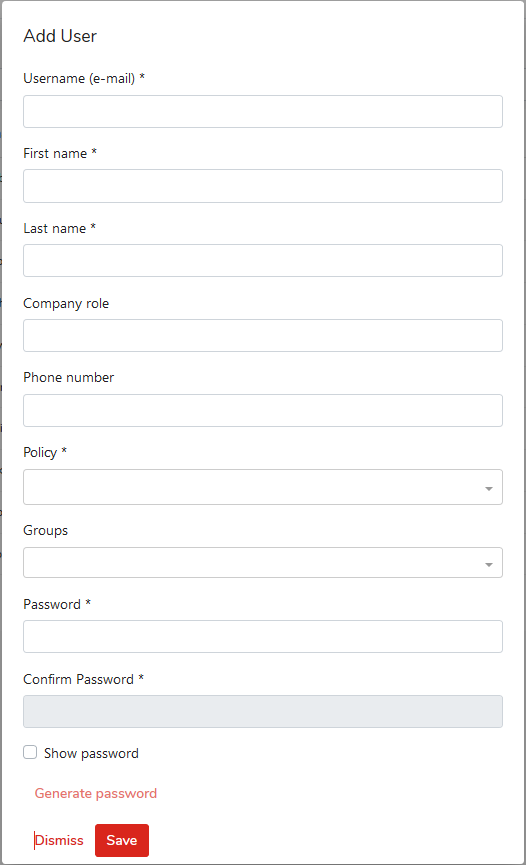 Add User
Username (e-mail) *
First name *
Last name *
Company role
Phone number
Policy *
Groups
Password *
Confirm Password *
Show password
Generate password
Dismiss Save